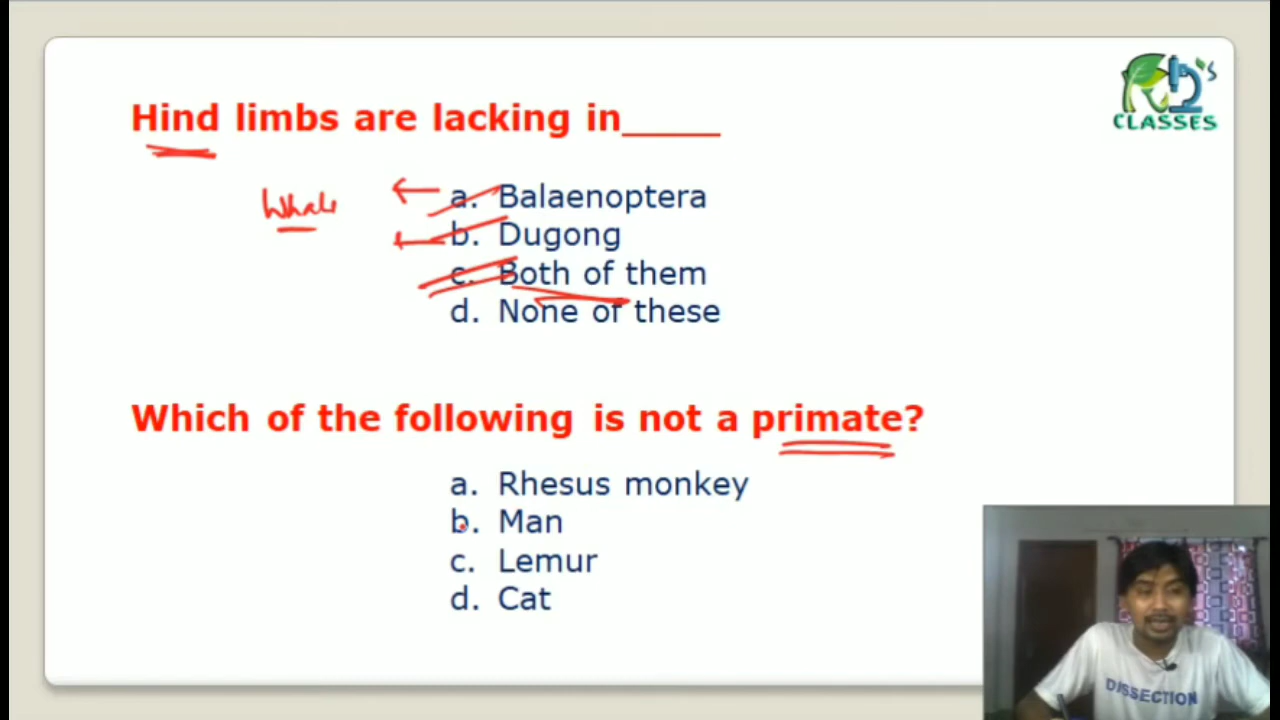 'S
CLASSES
Hind limbs are lacking in_____
Whale
a. Balaenoptera
b. Dugong
c. Both of them
d. None of these
Which of the following is not a primate?
a. Rhesus monkey
b. Man
c. Lemur
d. Cat
DISSECTION